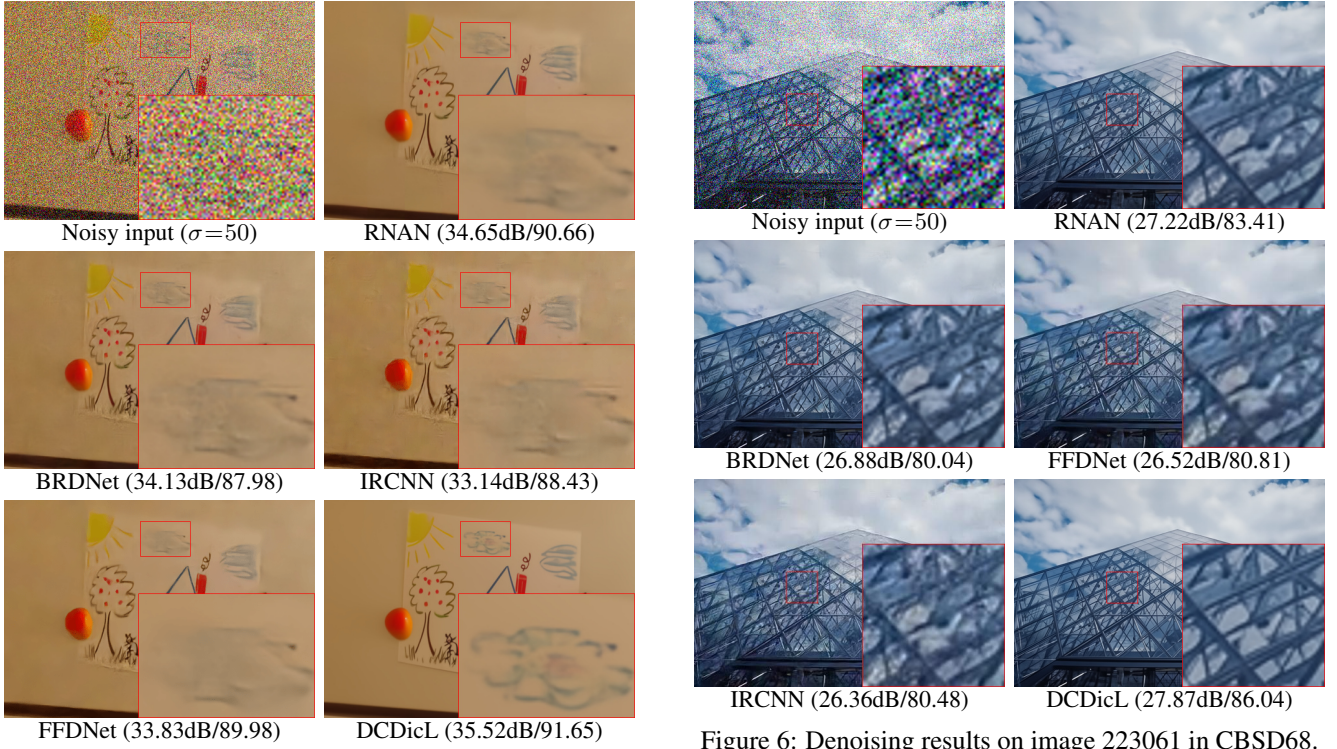 Noisy input (σ=50)
RNAN (34.65dB/90.66)
BRDNet (34.13dB/87.98)
IRCNN (33.14dB/88.43)
FFDNet (33.83dB/89.98)
DCDicL (35.52dB/91.65)
Noisy input (σ=50)
RNAN (27.22dB/83.41)
BRDNet (26.88dB/80.04)
FFDNet (26.52dB/80.81)
IRCNN (26.36dB/80.48)
DCDicL (27.87dB/86.04)
Figure 6: Denoising results on image 223061 in CBSD68.